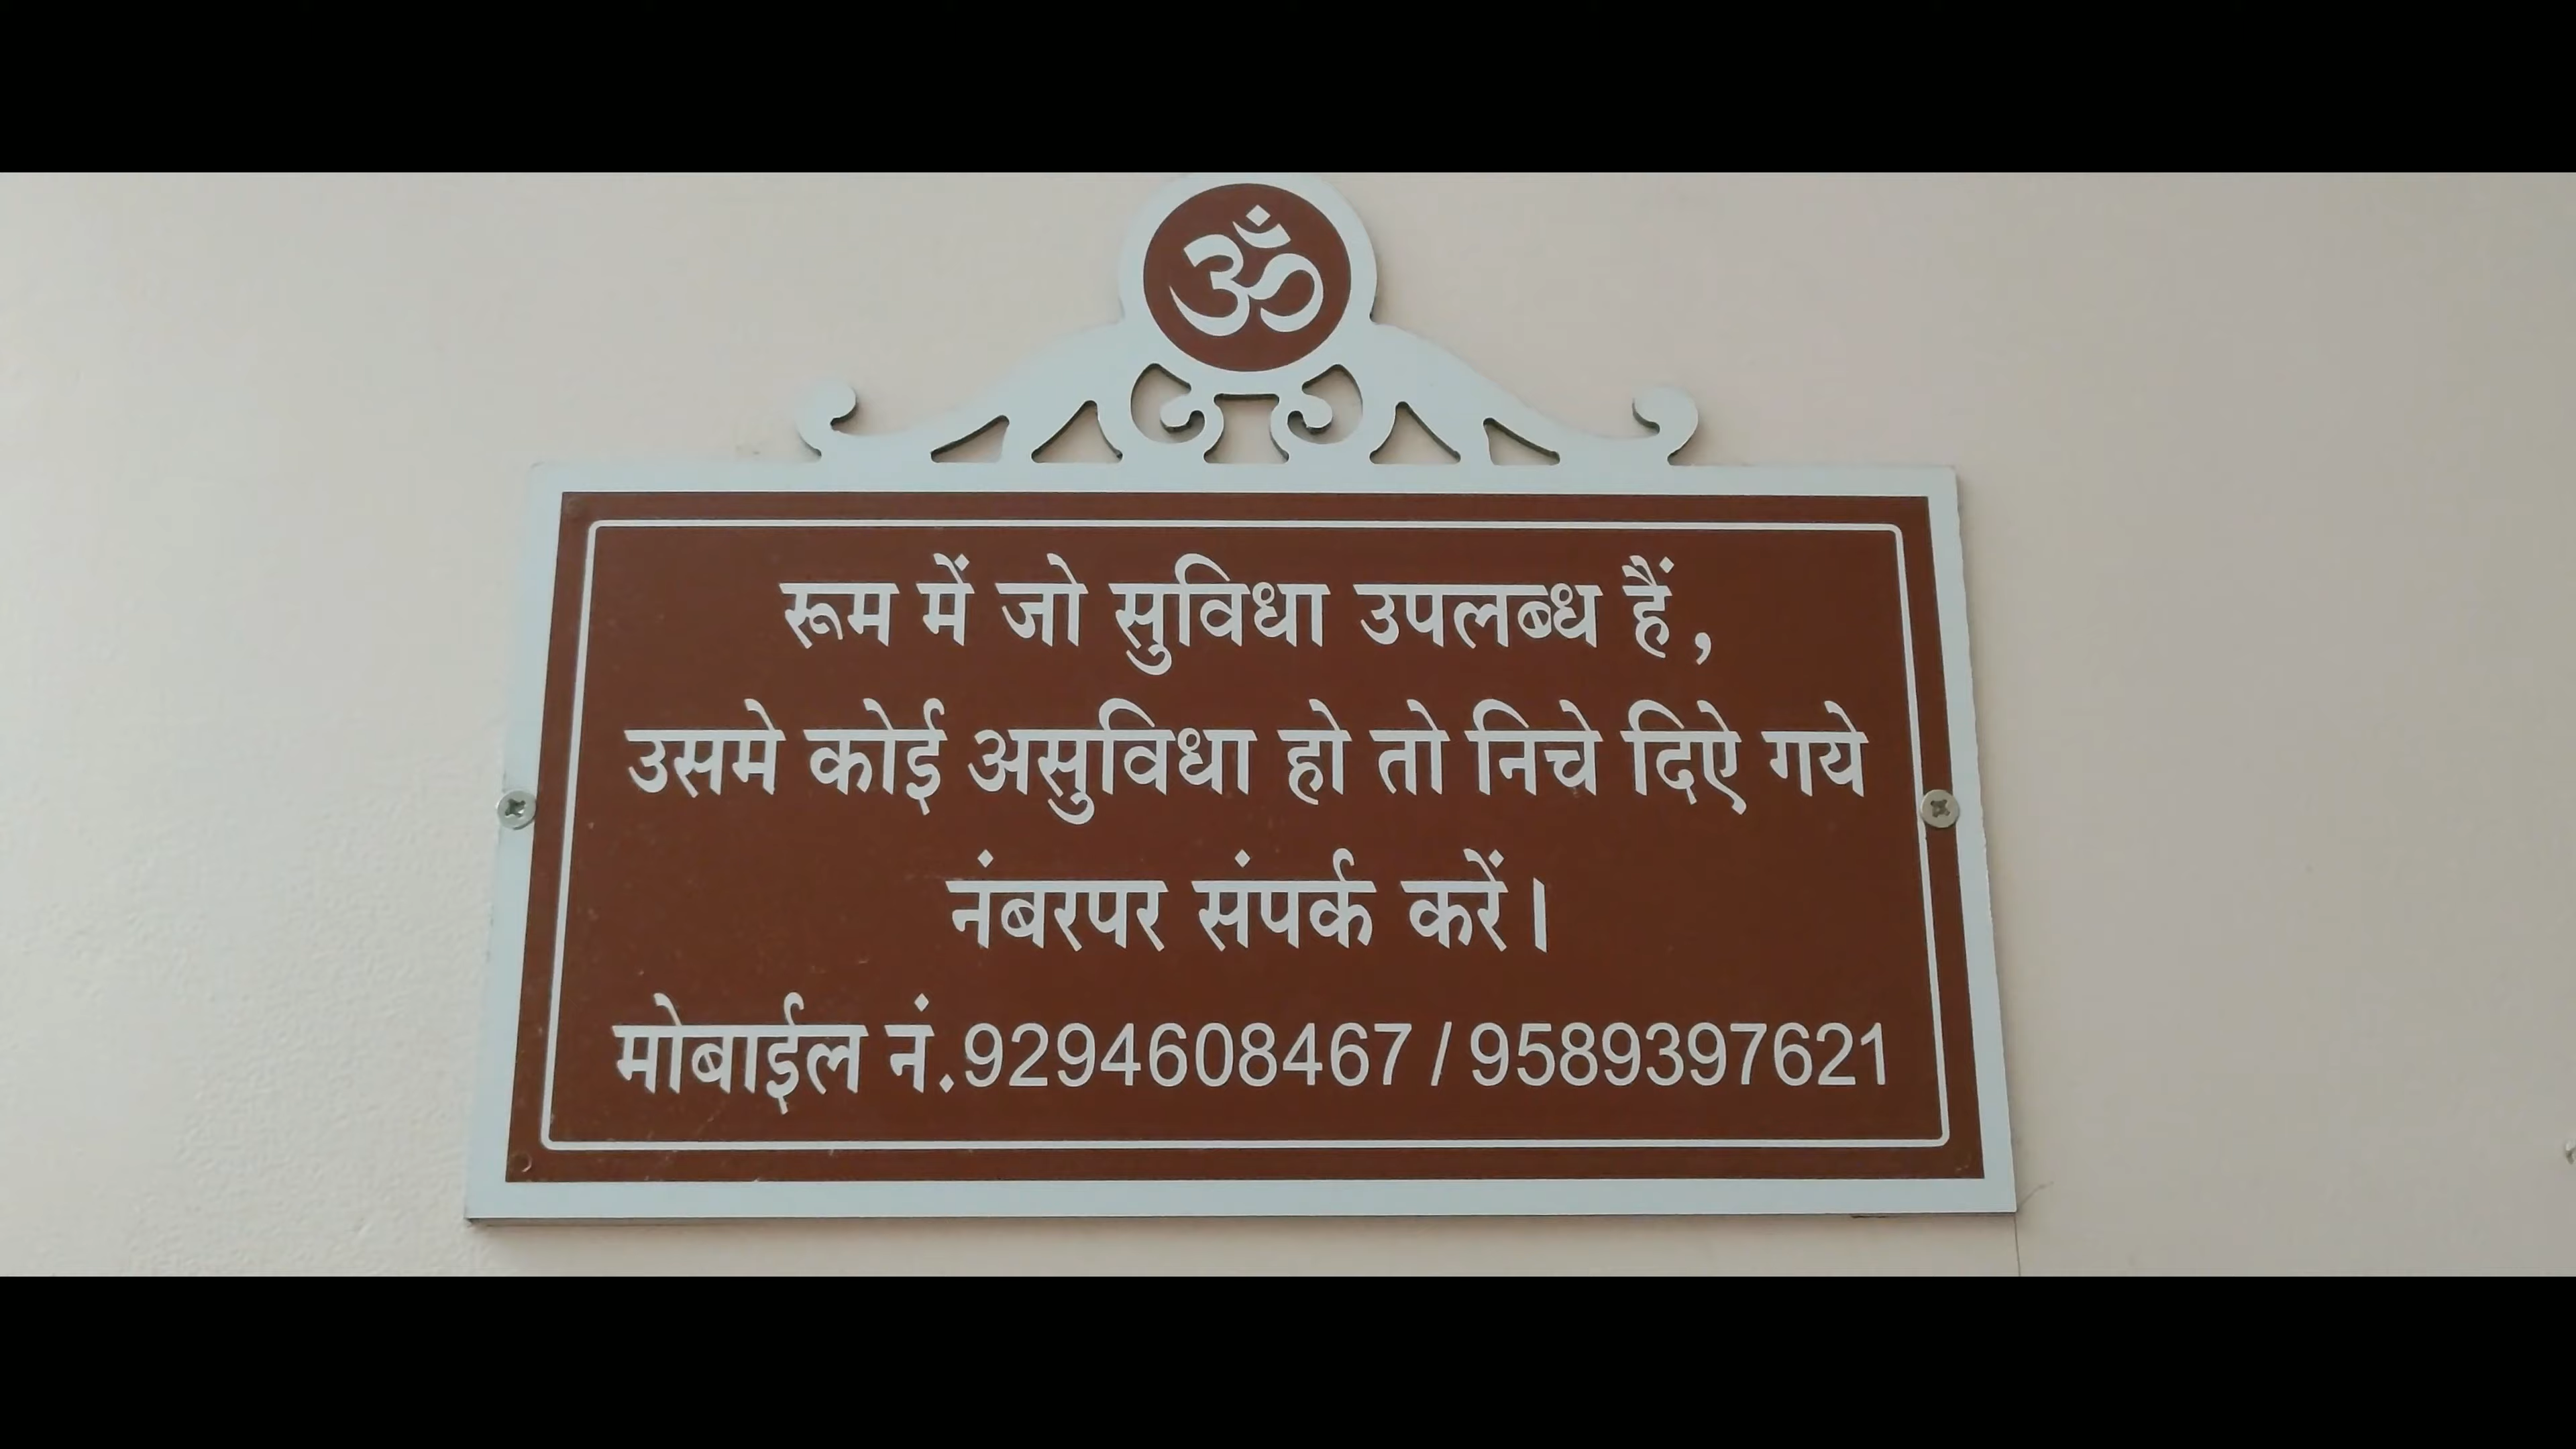 ॐ
रूम में जो सुविधा उपलब्ध हैं,
उसमे कोई असुविधा हो तो निचे दिऐ गये
नंबरपर संपर्क करें।
मोबाईल नं.9294608467 / 9589397621